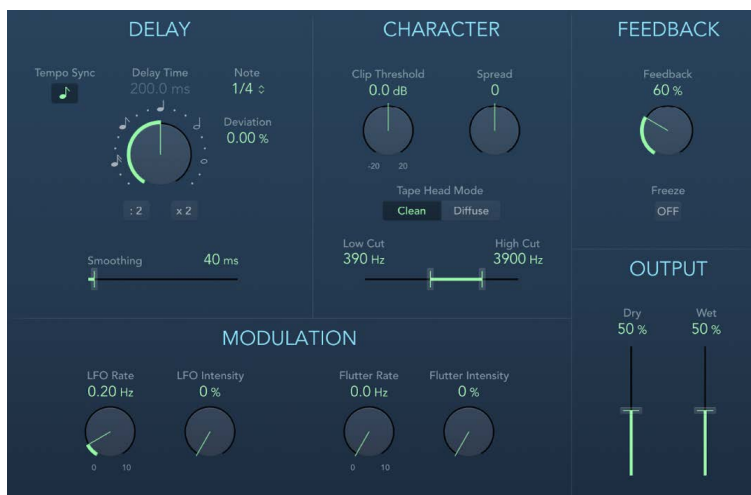 DELAY
Tempo Sync
Delay Time
200.0 ms
Note
1/4
Deviation
0.00 %
: 2
x 2
Smoothing
40 ms
CHARACTER
Clip Threshold
0.0 dB
-20 20
Spread
0
Tape Head Mode
Clean Diffuse
Low Cut
390 Hz
High Cut
3900 Hz
FEEDBACK
Feedback
60 %
Freeze
OFF
MODULATION
LFO Rate
0.20 Hz
0 10
LFO Intensity
0 %
Flutter Rate
0.0 Hz
0 10
Flutter Intensity
0 %
OUTPUT
Dry
50 %
Wet
50 %